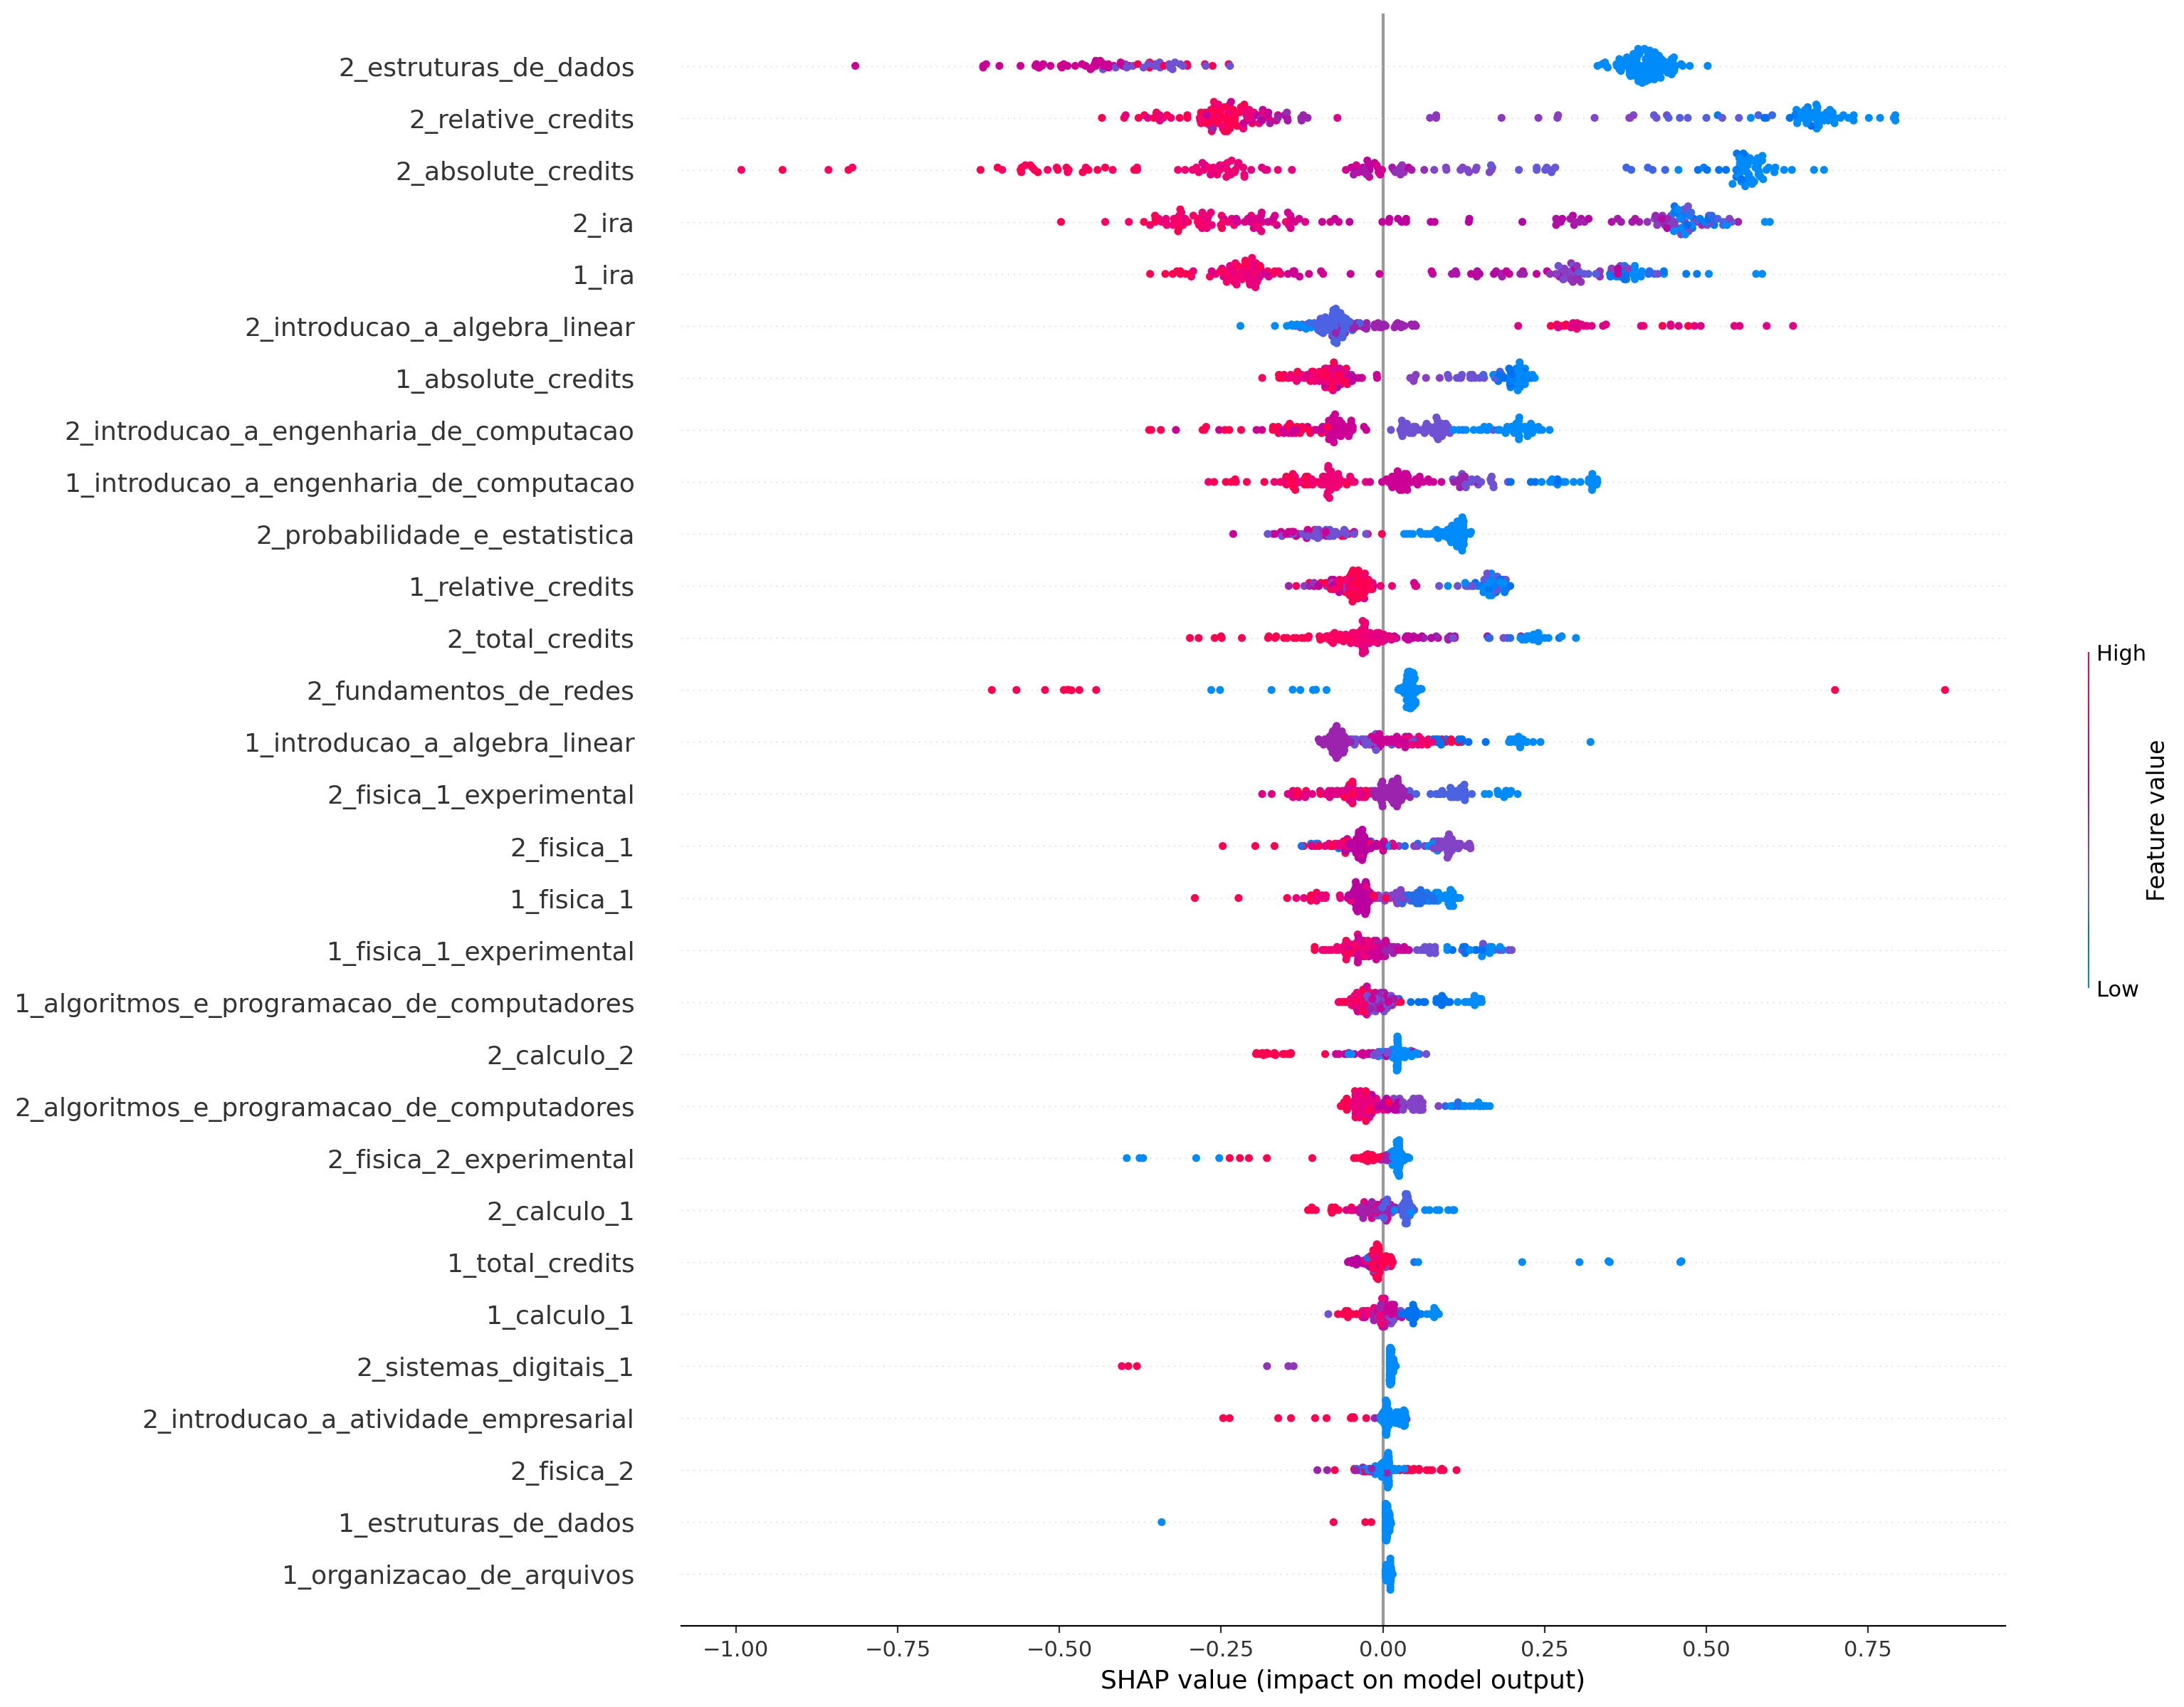 2_estruturas_de_dados
2_relative_credits
2_absolute_credits
2_ira
1_ira
2_introducao_a_algebra_linear
1_absolute_credits
2_introducao_a_engenharia_de_computacao
1_introducao_a_engenharia_de_computacao
2_probabilidade_e_estatistica
1_relative_credits
2_total_credits
2_fundamentos_de_redes
1_introducao_a_algebra_linear
2_fisica_1_experimental
2_fisica_1
1_fisica_1
1_fisica_1_experimental
1_algoritmos_e_programacao_de_computadores
2_calculo_2
2_algoritmos_e_programacao_de_computadores
2_fisica_2_experimental
2_calculo_1
1_total_credits
1_calculo_1
2_sistemas_digitais_1
2_introducao_a_atividade_empresarial
2_fisica_2
1_estruturas_de_dados
1_organizacao_de_arquivos
−1.00 −0.75 −0.50 −0.25 0.00 0.25 0.50 0.75
SHAP value (impact on model output)
High
Feature value
Low